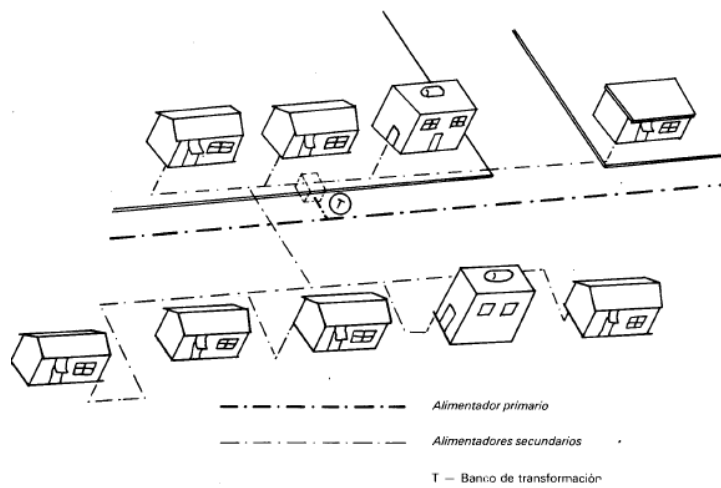 T
Alimentador primario
Alimentadores secundarios
T — Banco de transformación